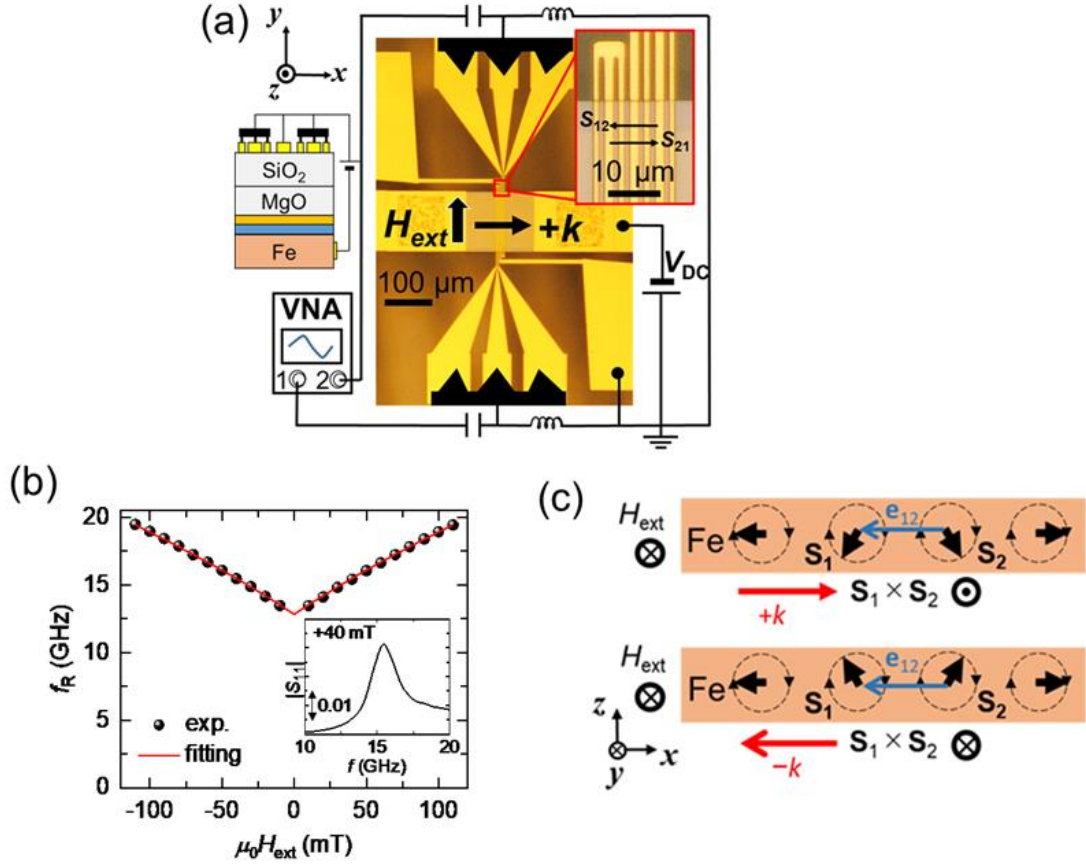 (a)
y
x
z
SiO2
MgO
Fe
VNA
1 2
S12
S21
10 μm
Hext
+k
100 μm
VDC
(b)
fR (GHz)
20
15
10
5
0
-100 -50 0 50 100
μ0Hext (mT)
exp.
fitting
+40 mT
|S11|
0.01
10 15 20
f (GHz)
(c)
Hext
Fe
S1
e12
S2
+k
S1 × S2
Hext
Fe
S1
e12
S2
−k
S1 × S2
z
y
x